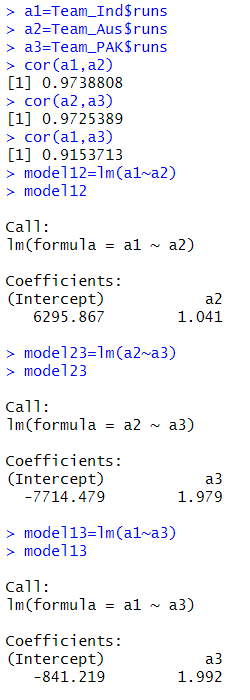 > a1=Team_Ind$runs
> a2=Team_Aus$runs
> a3=Team_PAK$runs
> cor(a1,a2)
[1] 0.9738808
> cor(a2,a3)
[1] 0.9725389
> cor(a1,a3)
[1] 0.9153713
> model12=lm(a1~a2)
> model12
Call:
lm(formula = a1 ~ a2)
Coefficients:
(Intercept) a2
6295.867 1.041
> model23=lm(a2~a3)
> model23
Call:
lm(formula = a2 ~ a3)
Coefficients:
(Intercept) a3
-7714.479 1.979
> model13=lm(a1~a3)
> model13
Call:
lm(formula = a1 ~ a3)
Coefficients:
(Intercept) a3
-841.219 1.992